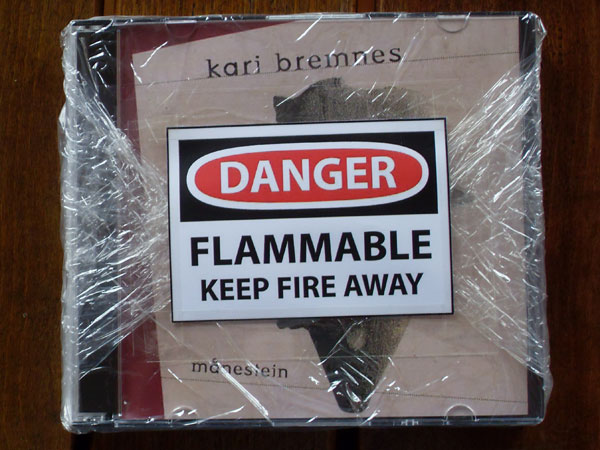 kari bremnes
DANGER
FLAMMABLE
KEEP FIRE AWAY
månestein